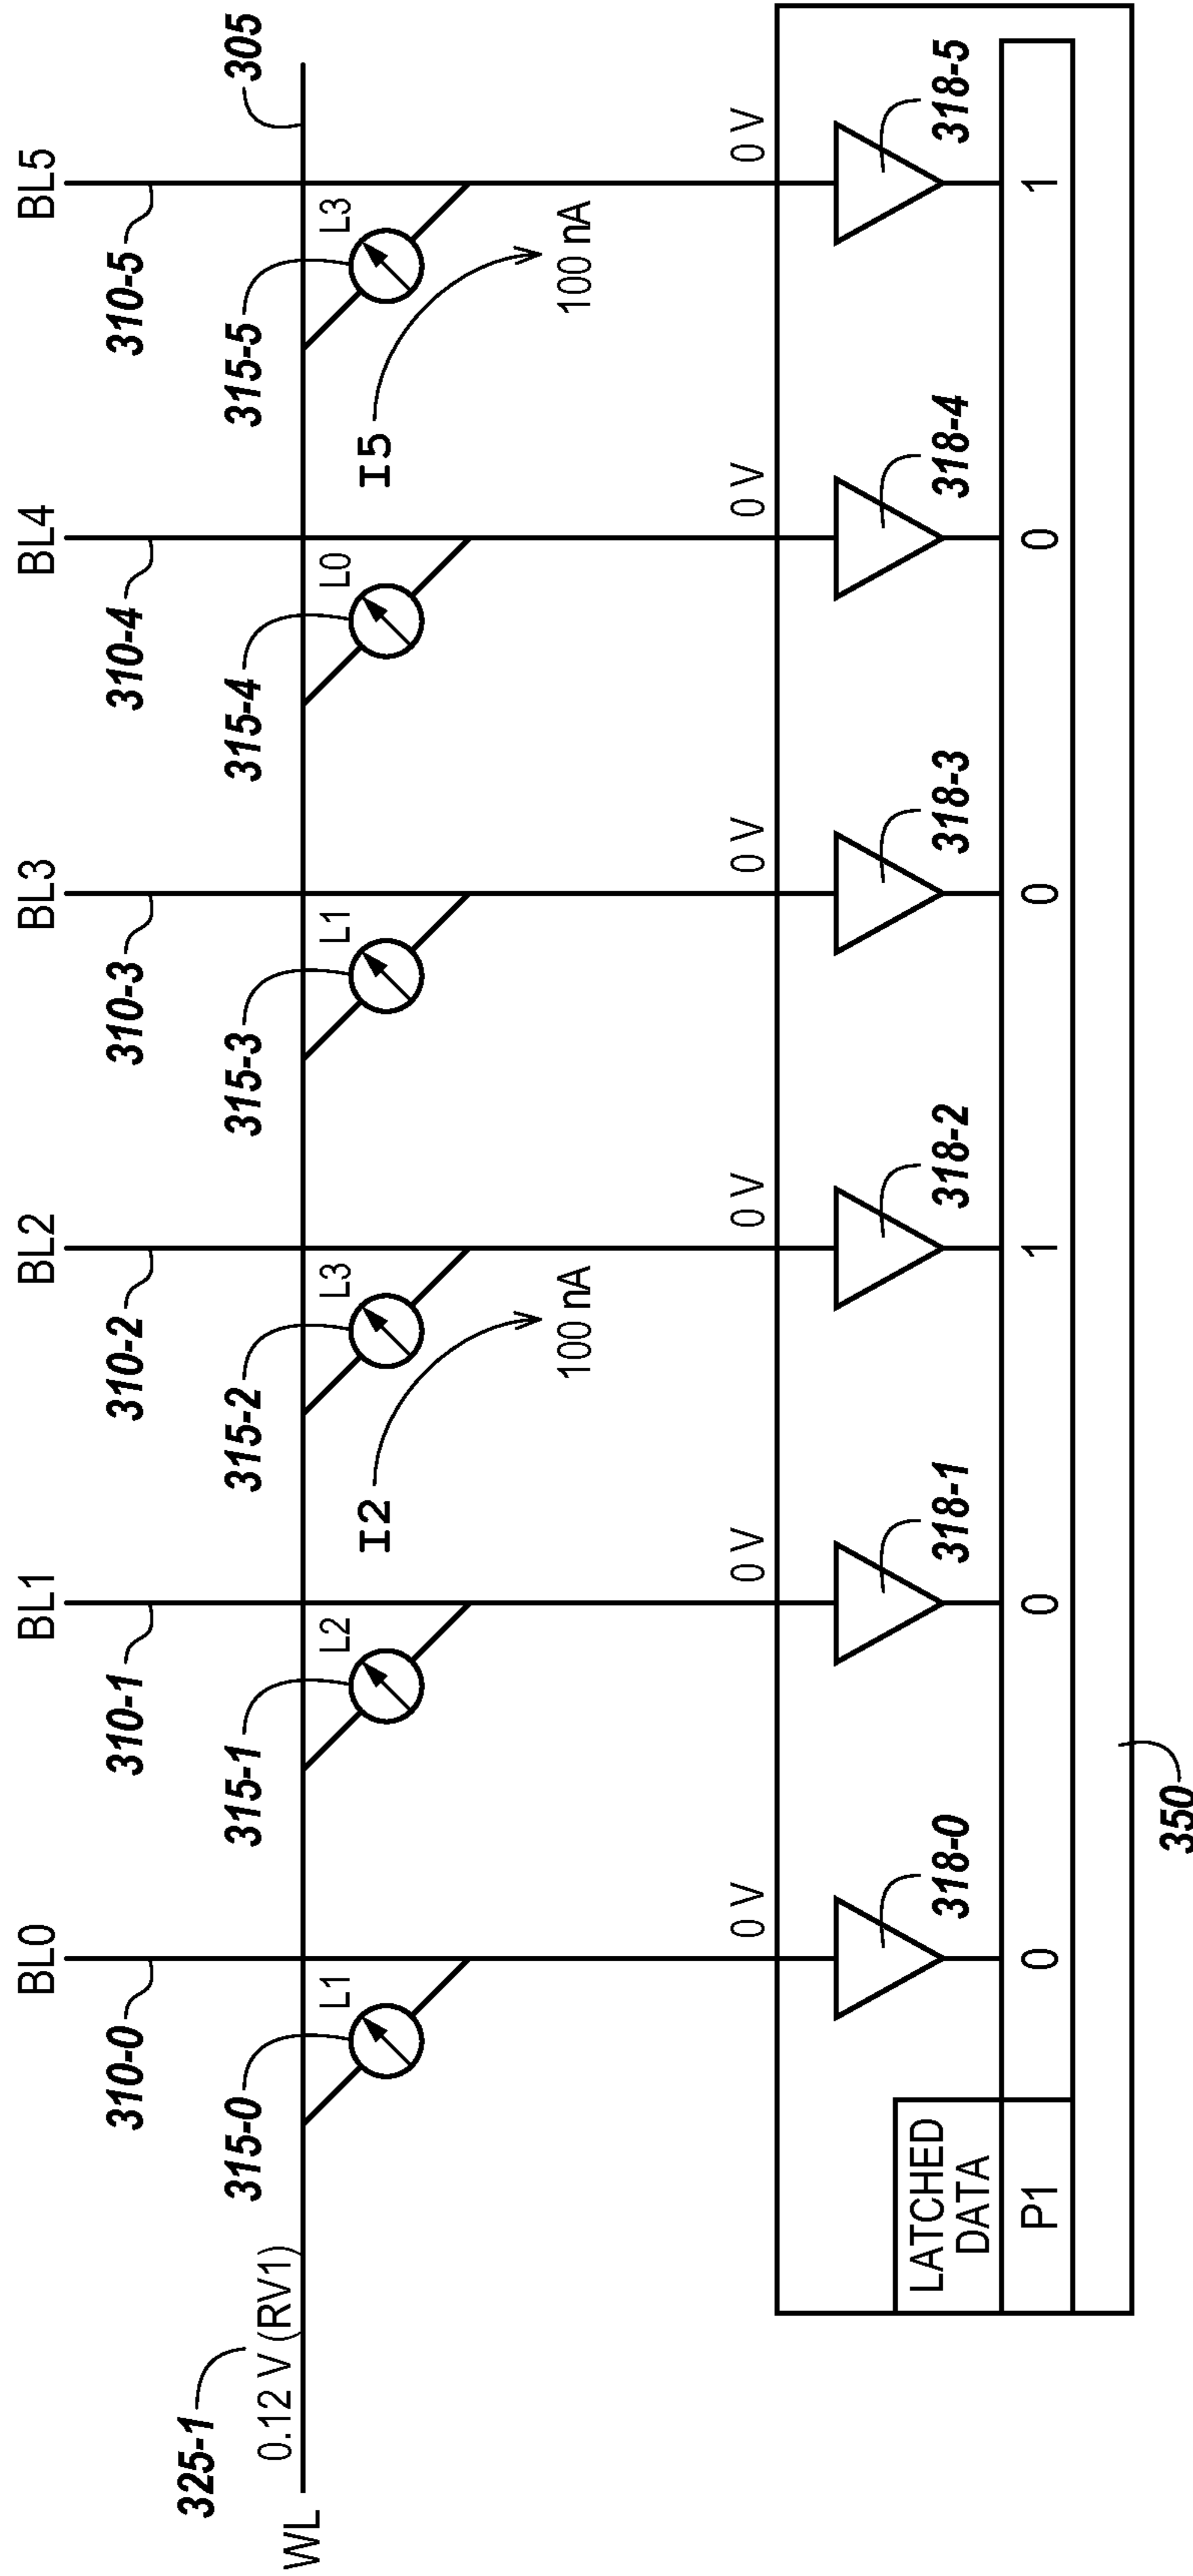 BL0
BL1
BL2
BL3
BL4
BL5
310-0
310-1
310-2
310-3
310-4
310-5
325-1
315-0
315-1
315-2
315-3
315-4
315-5
305
WL
0.12 V (RV1)
L1
L2
L3
L1
L0
L3
I2
I5
100 nA
100 nA
0 V
0 V
0 V
0 V
0 V
0 V
318-0
318-1
318-2
318-3
318-4
318-5
LATCHED
DATA
P1
0
0
1
0
0
1
350